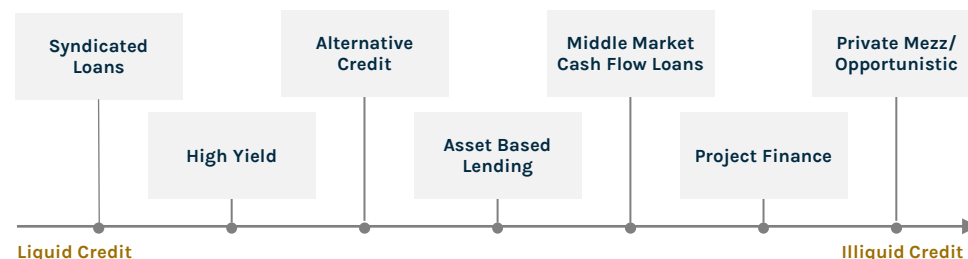 Syndicated
Loans
Alternative
Credit
Middle Market
Cash Flow Loans
Private Mezz/
Opportunistic
High Yield
Asset Based
Lending
Project Finance
Liquid Credit
Illiquid Credit